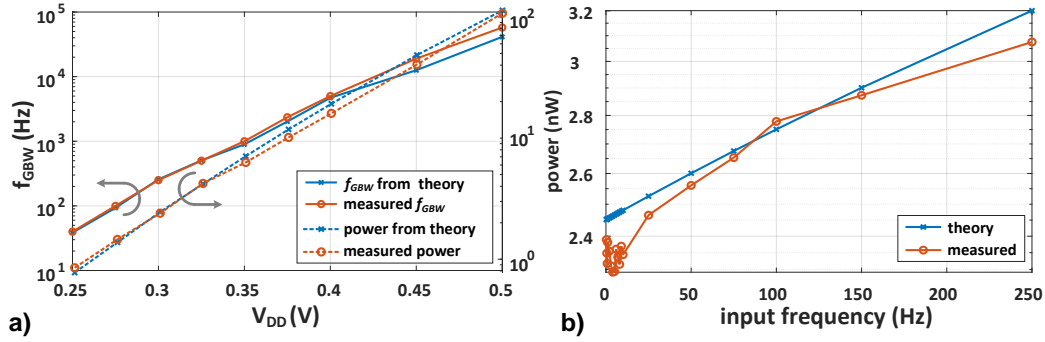 10^5
10^4
10^3
10^2
10^1
f_GBW (Hz)
10^2
10^1
10^0
f_GBW from theory
measured f_GBW
power from theory
measured power
0.25 0.3 0.35 0.4 0.45 0.5
V_DD (V)
a)
3.2
3
2.8
2.6
2.4
power (nW)
theory
measured
0 50 100 150 200 250
input frequency (Hz)
b)